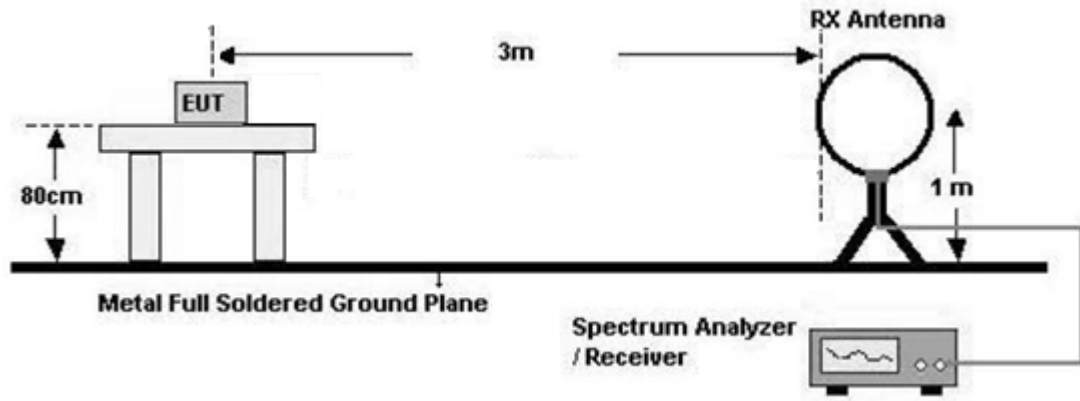 RX Antenna
3m
EUT
80cm
1 m
Metal Full Soldered Ground Plane
Spectrum Analyzer
/ Receiver